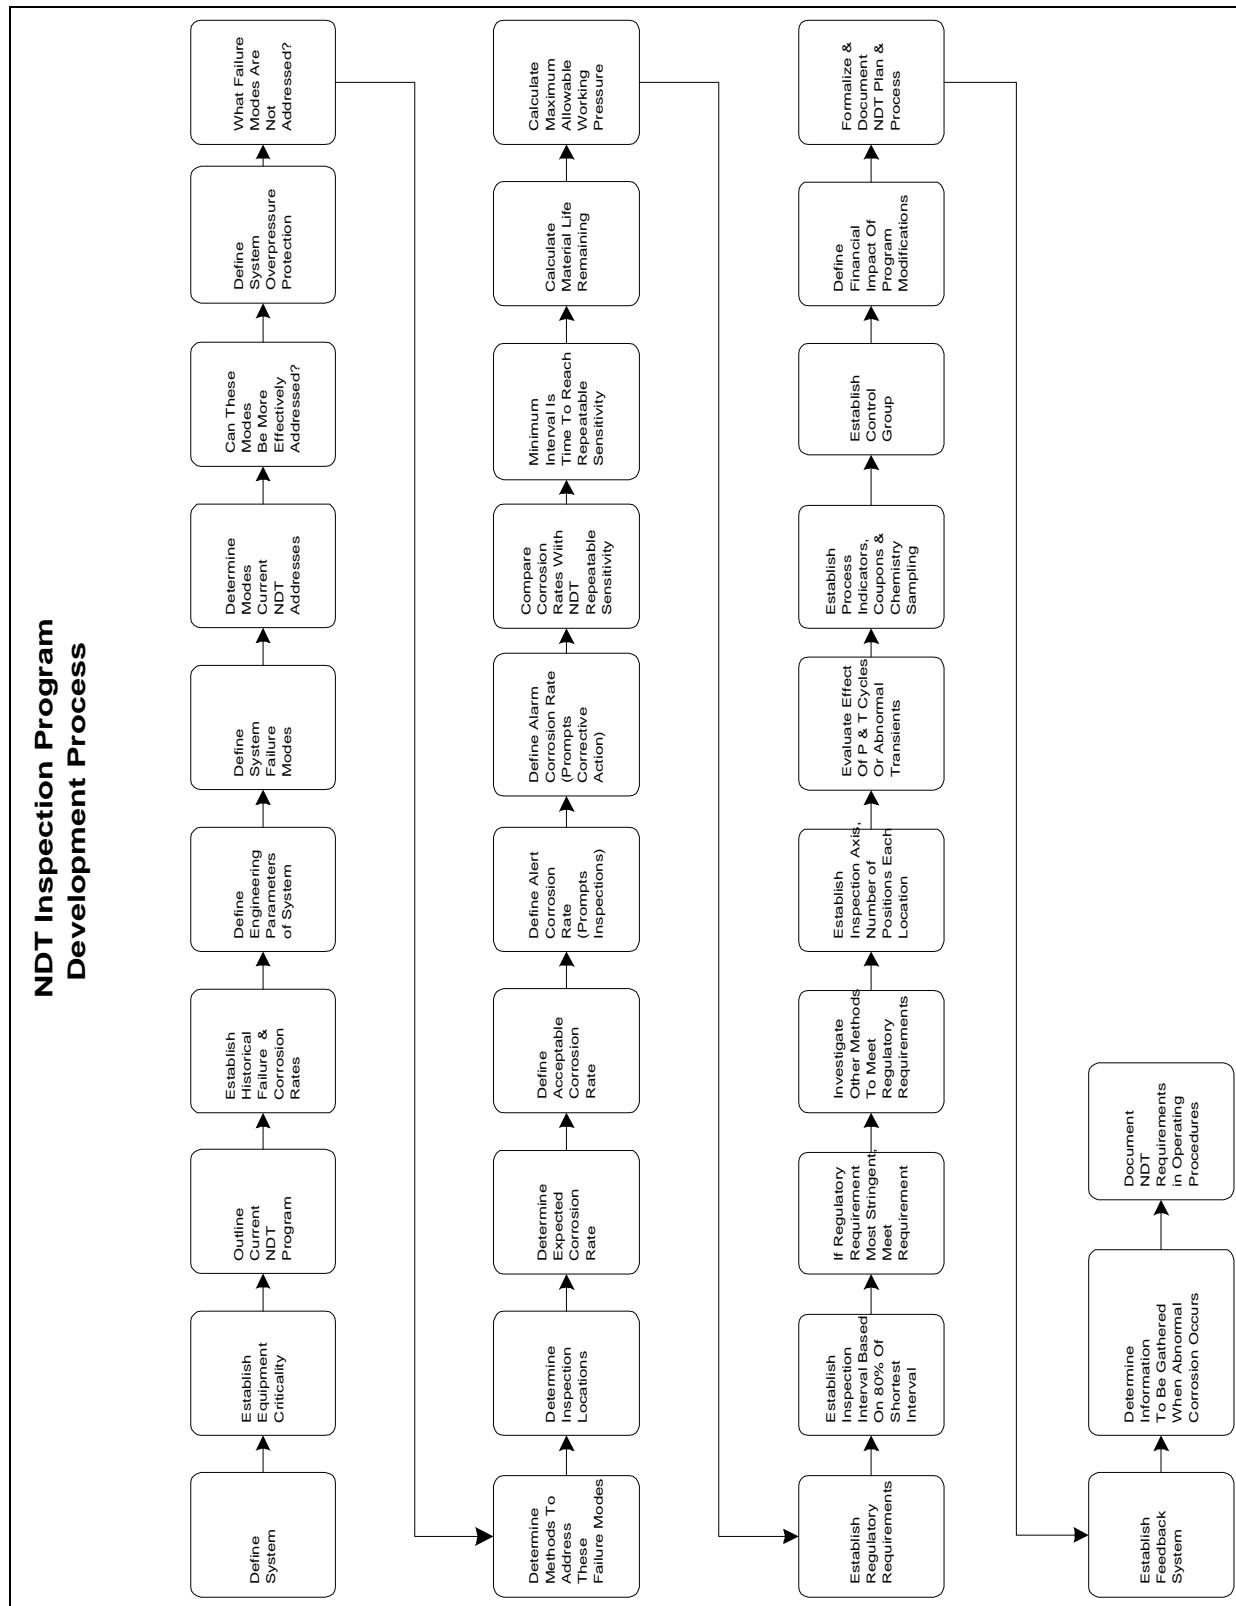 NDT Inspection Program
Development Process
Define
System
Establish
Equipment
Criticality
Outline
Current
NDT
Program
Establish
Historical
Failure &
Corrosion
Rates
Define
Engineering
Parameters
of System
Define
System
Failure
Modes
Determine
Modes
Current
NDT
Addresses
Can These
Modes
Be More
Effectively
Addressed?
Define
System
Overpressure
Protection
What Failure
Modes Are
Not
Addressed?
Determine
Methods To
Address
These
Failure Modes
Determine
Inspection
Locations
Determine
Expected
Corrosion
Rate
Define
Acceptable
Corrosion
Rate
Define Alert
Corrosion
Rate
(Prompts
Inspections)
Define Alarm
Corrosion Rate
(Prompts
Corrective
Action)
Compare
Corrosion
Rates Wiith
NDT
Repeatable
Sensitivity
Minimum
Interval Is
Time To Reach
Repeatable
Sensitivity
Calculate
Material Life
Remaining
Calculate
Maximum
Allowable
Working
Pressure
Establish
Regulatory
Requirements
Establish
Inspection
Interval Based
On 80% Of
Shortest
Interval
If Regulatory
Requirement
Most Stringent,
Meet
Requirement
Investigate
Other Methods
To Meet
Regulatory
Requirements
Establish
Inspection Axis,
Number of
Positions Each
Location
Evaluate Effect
Of P & T Cycles
Or Abnormal
Transients
Establish
Process
Indicators,
Coupons &
Chemistry
Sampling
Establish
Control
Group
Define
Financial
Impact Of
Program
Modifications
Formalize &
Document
NDT Plan &
Process
Establish
Feedback
System
Determine
Information
To Be Gathered
When Abnormal
Corrosion Occurs
Document
NDT
Requirements
in Operating
Procedures